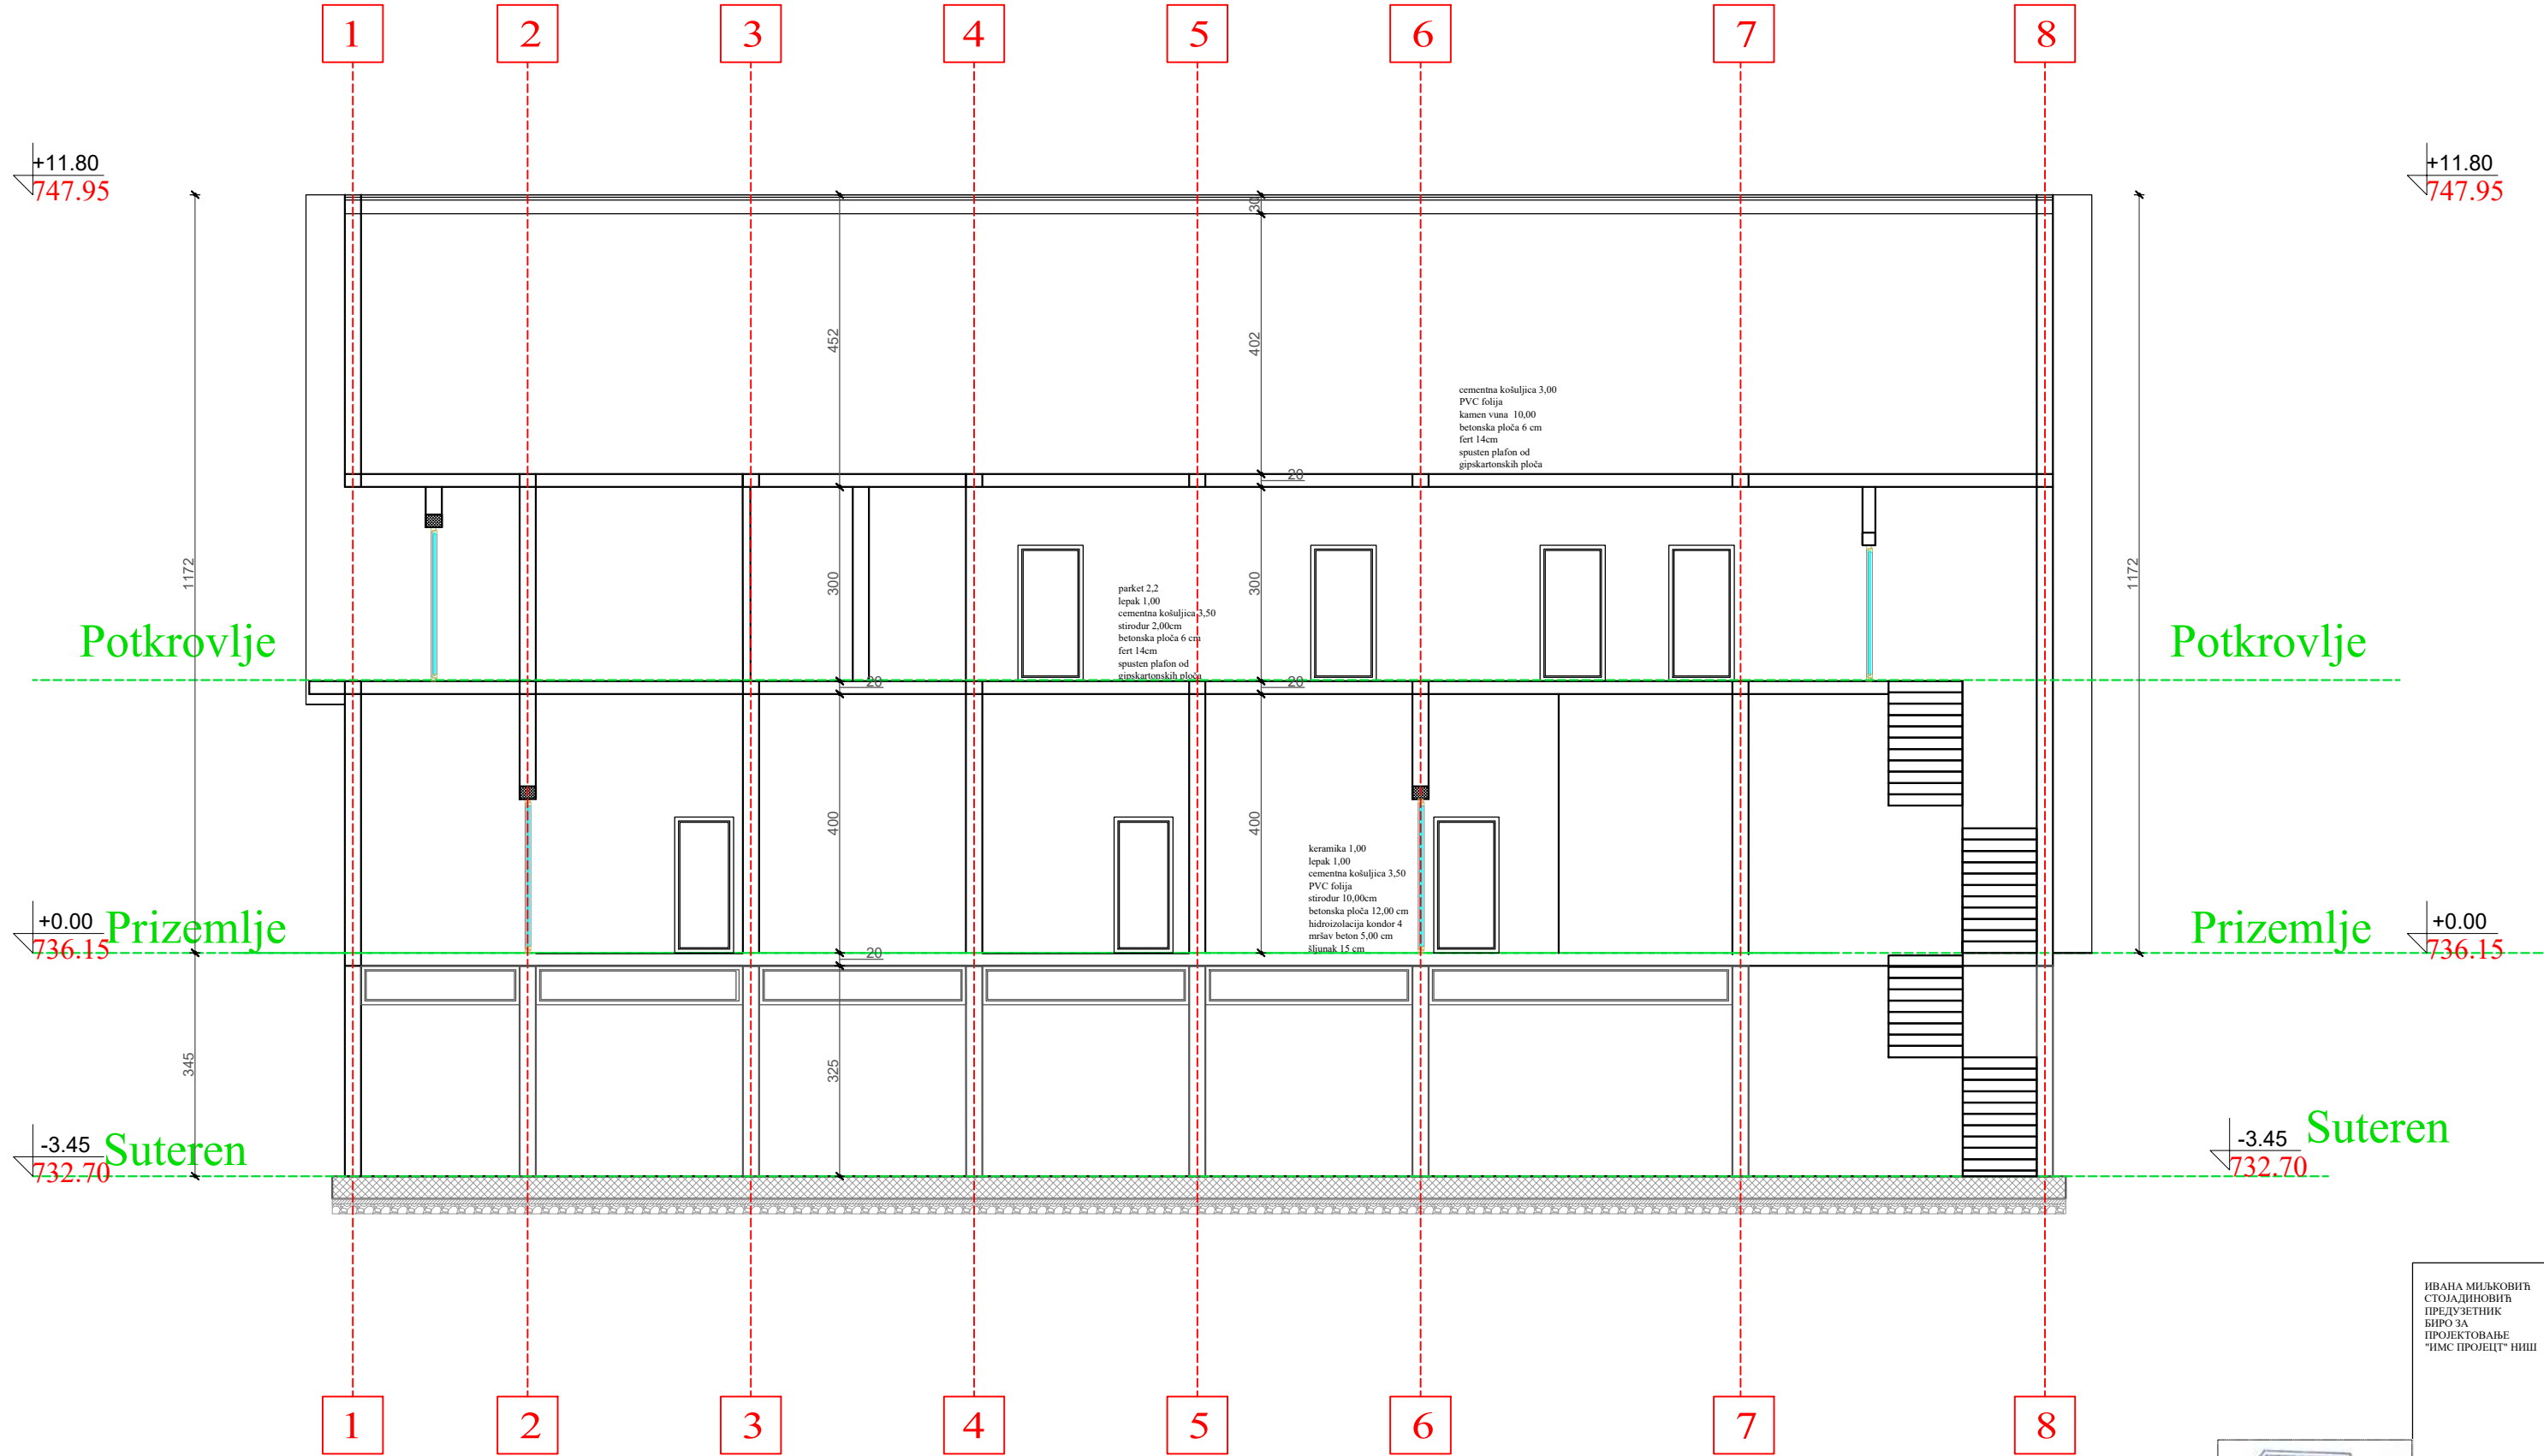 1 2 3 4 5 6 7 8
+11.80
747.95
+11.80
747.95
30
452
402
cementna košuljica 3,00
PVC folija
kamen vuna 10,00
betonska ploča 6 cm
fert 14cm
spusten plafon od
gipskartonskih ploča
20
1172
300
300
1172
parket 2,2
lepak 1,00
cementna košuljica 3,50
stirodur 2,00cm
betonska ploča 6 cm
fert 14cm
spusten plafon od
gipskartonskih ploča
Potkrovlje
Potkrovlje
20
20
400
400
keramika 1,00
lepak 1,00
cementna košuljica 3,50
PVC folija
stirodur 10,00cm
betonska ploča 12,00 cm
hidroizolacija kondor 4
mršav beton 5,00 cm
šljunak 15 cm
+0.00
736.15
Prizemlje
Prizemlje
+0.00
736.15
20
345
325
-3.45
732.70
Suteren
-3.45
732.70
Suteren
ИВАНА МИЉКОВИЋ
СТОЈАДИНОВИЋ
ПРЕДУЗЕТНИК
БИРО ЗА
ПРОЈЕКТОВАЊЕ
"ИМС ПРОЈЕЦТ" НИШ
1 2 3 4 5 6 7 8